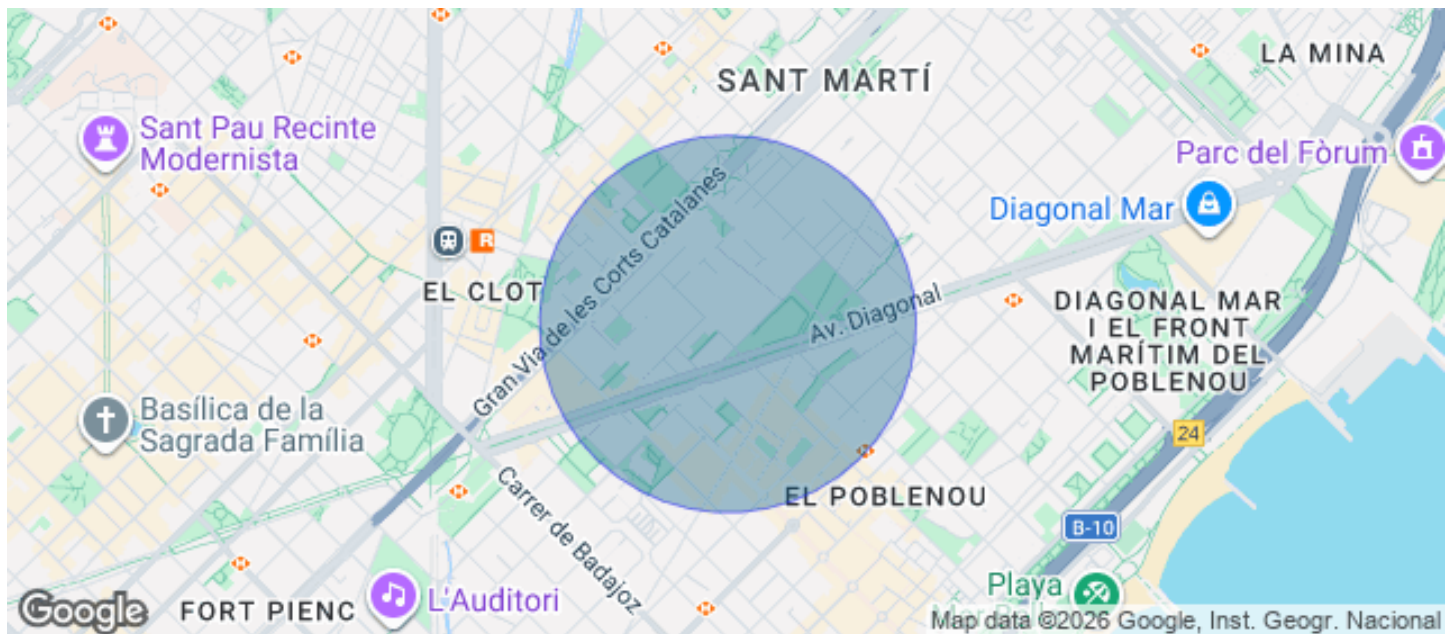 LA MINA
SANT MARTÍ
Sant Pau Recinte
Modernista
Parc del Fòrum
Diagonal Mar
Gran Via de les Corts Catalanes
R
EL CLOT
Av. Diagonal
DIAGONAL MAR
I EL FRONT
MARÍTIM DEL
POBLENOU
Basílica de la
Sagrada Família
24
Carrer de Badajoz
EL POBLENOU
B-10
Playa
L'Auditori
FORT PIENC
Google
Map data ©2026 Google, Inst. Geogr. Nacional